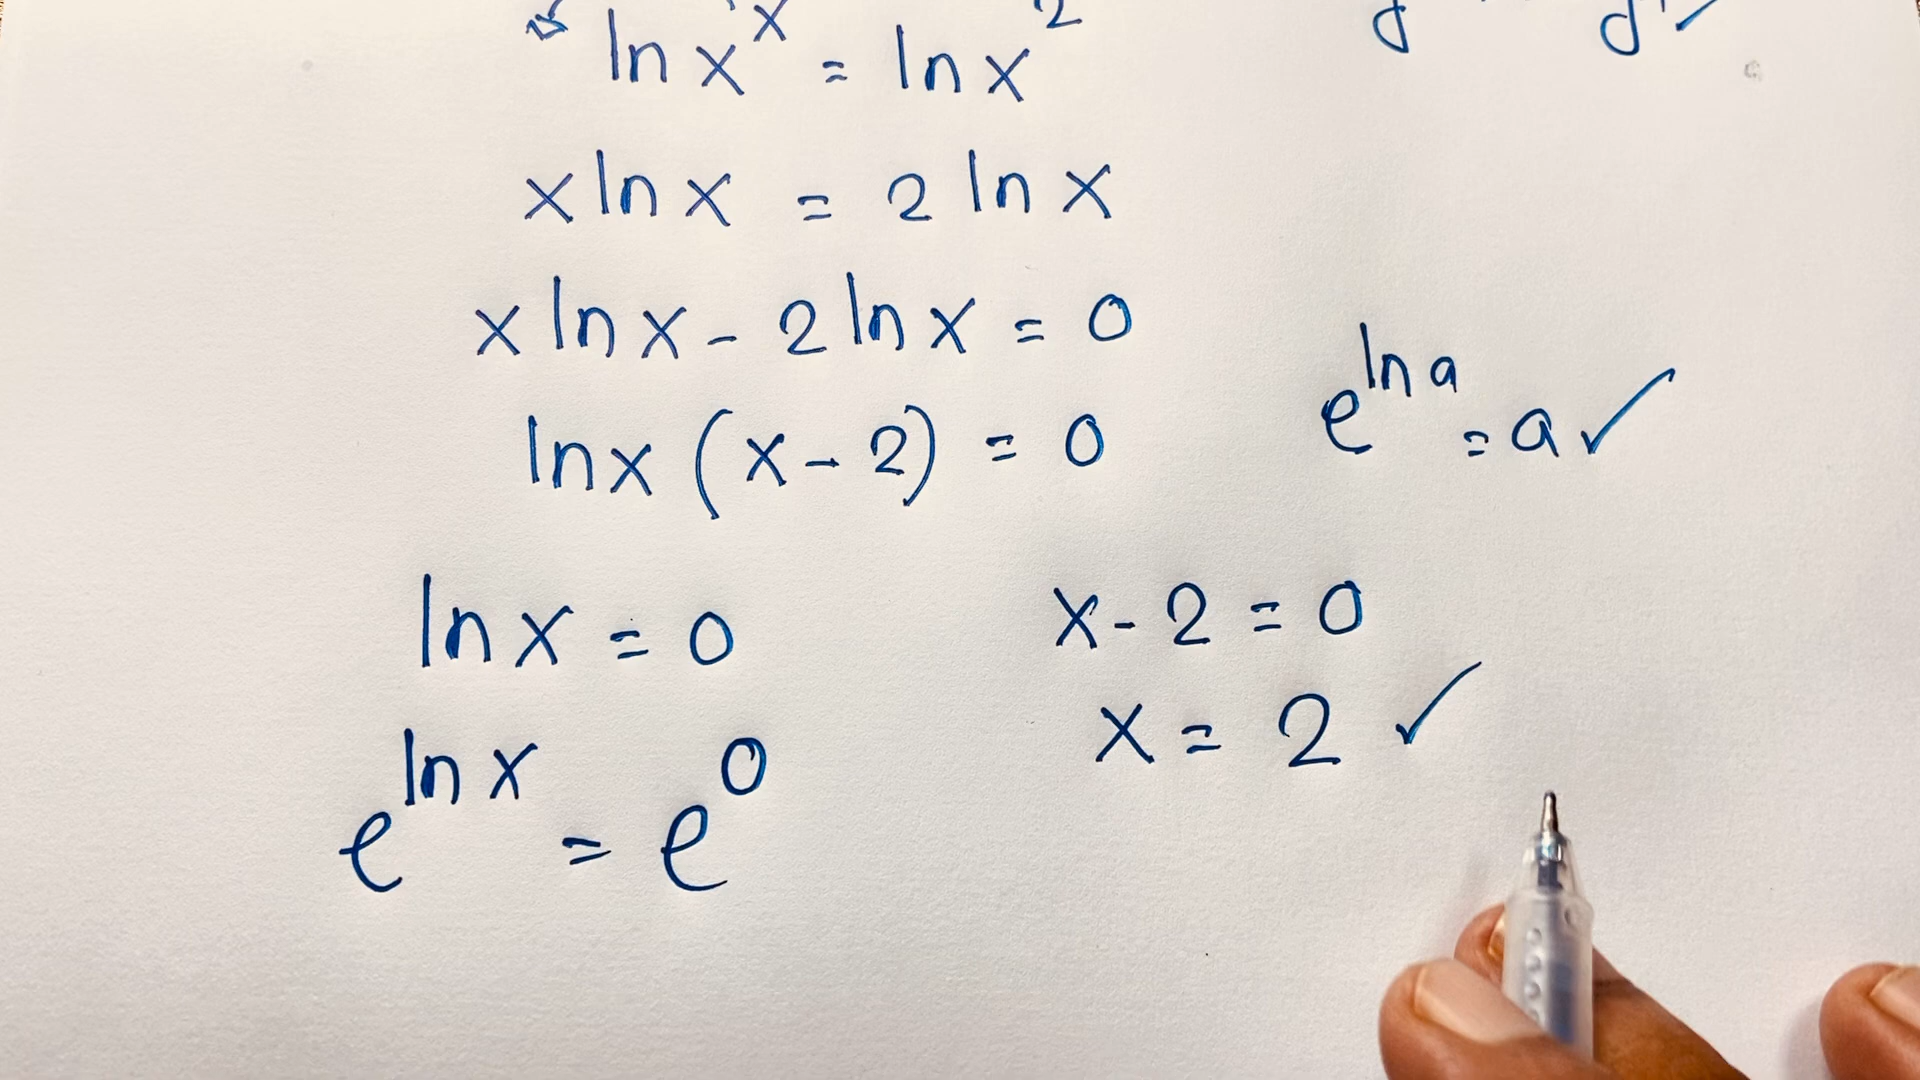 ln x^x = ln x^2
x ln x = 2 ln x
x ln x - 2 ln x = 0
ln x (x - 2) = 0
e^ln a = a ✓
ln x = 0
e^ln x = e^0
x - 2 = 0
x = 2 ✓